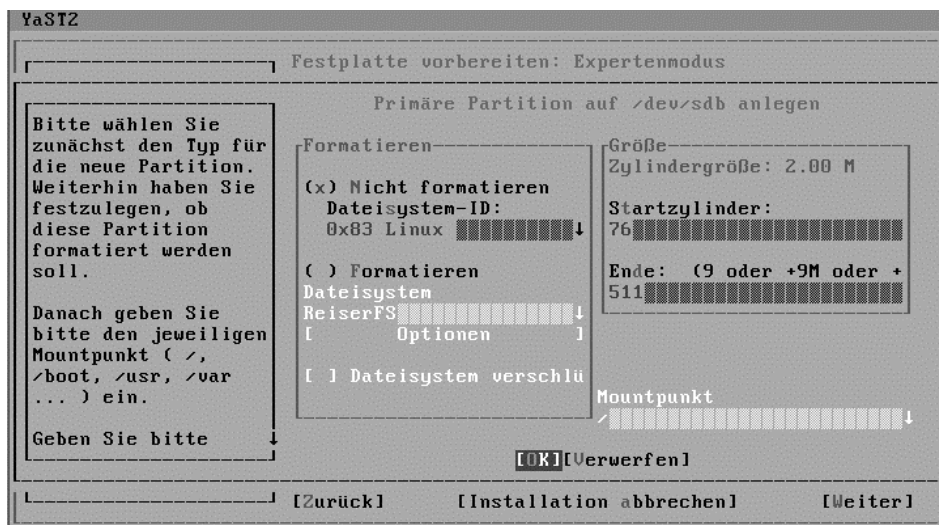 YaST2
Festplatte vorbereiten: Expertenmodus
Primäre Partition auf /dev/sdb anlegen
Bitte wählen Sie
zunächst den Typ für
die neue Partition.
Weiterhin haben Sie
festzulegen, ob
diese Partition
formatiert werden
soll.
Danach geben Sie
bitte den jeweiligen
Mountpunkt ( /,
/boot, /usr, /var
... ) ein.
Geben Sie bitte
Formatieren
(x) Nicht formatieren
Dateisystem-ID:
0x83 Linux
( ) Formatieren
Dateisystem
ReiserFS
[ Optionen ]
[ ] Dateisystem verschlü
Größe
Zylindergröße: 2.00 M
Startzylinder:
76
Ende: (9 oder +9M oder +
511
Mountpunkt
/
[OK][Verwerfen]
[Zurück] [Installation abbrechen] [Weiter]